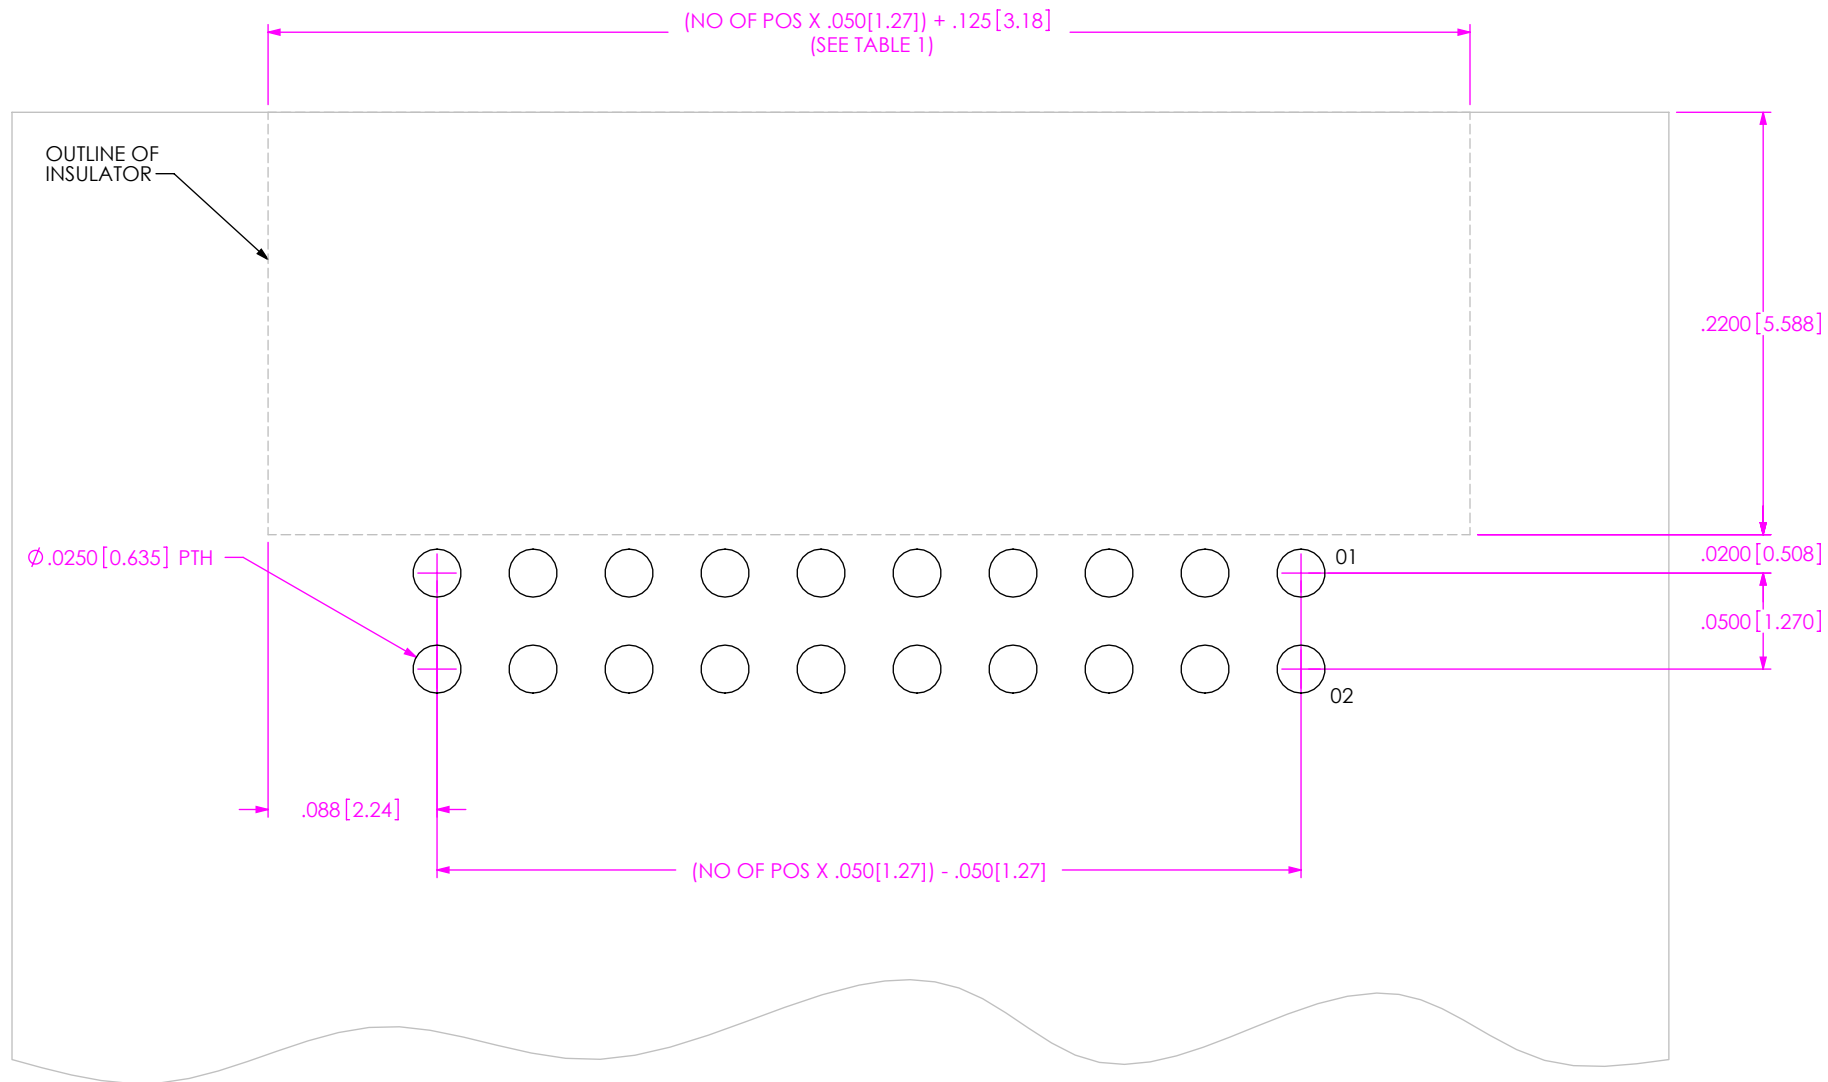 (NO OF POS X .050[1.27]) + .125[3.18]
(SEE TABLE 1)
OUTLINE OF
INSULATOR
.2200[5.588]
Ø.0250[0.635] PTH
01
.0200[0.508]
.0500[1.270]
02
.088[2.24]
(NO OF POS X .050[1.27]) - .050[1.27]